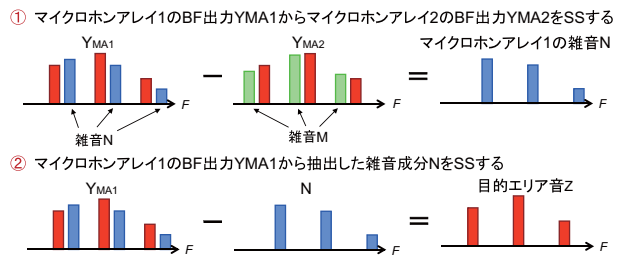 ① マイクロホンアレイ1のBF出力YMA1からマイクロホンアレイ2のBF出力YMA2をSSする
YMA1
YMA2
マイクロホンアレイ1の雑音N
−
=
F
F
F
雑音N
雑音M
② マイクロホンアレイ1のBF出力YMA1から抽出した雑音成分NをSSする
YMA1
N
目的エリア音Z
−
=
F
F
F